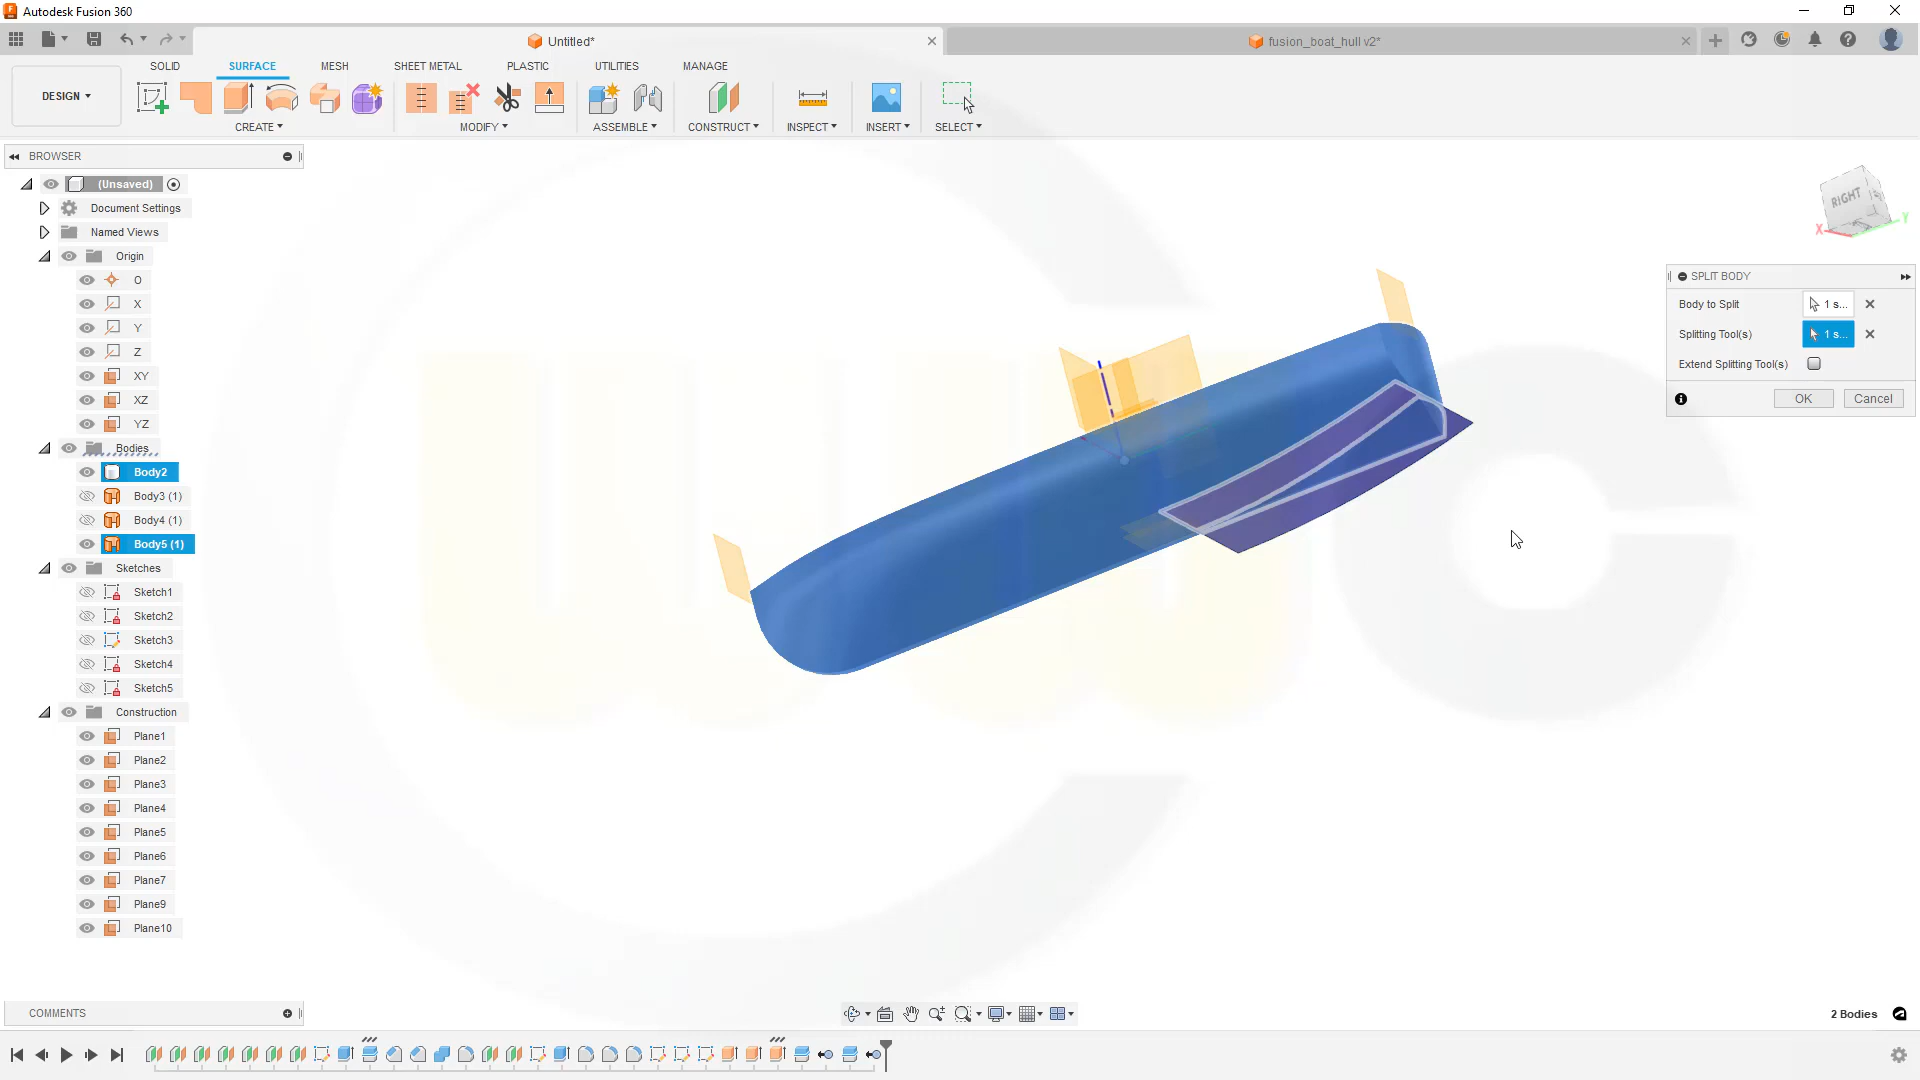 Autodesk Fusion 360
Untitled*
fusion_boat_hull v2*
SOLID
SURFACE
MESH
SHEET METAL
PLASTIC
UTILITIES
MANAGE
DESIGN
CREATE
MODIFY
ASSEMBLE
CONSTRUCT
INSPECT
INSERT
SELECT
BROWSER
(Unsaved)
Document Settings
Named Views
Origin
O
X
Y
Z
XY
XZ
YZ
Bodies
Body2
Body3 (1)
Body4 (1)
Body5 (1)
Sketches
Sketch1
Sketch2
Sketch3
Sketch4
Sketch5
Construction
Plane1
Plane2
Plane3
Plane4
Plane5
Plane6
Plane7
Plane9
Plane10
RIGHT
X
Y
SPLIT BODY
Body to Split
1 s...
Splitting Tool(s)
1 s...
Extend Splitting Tool(s)
OK
Cancel
COMMENTS
2 Bodies